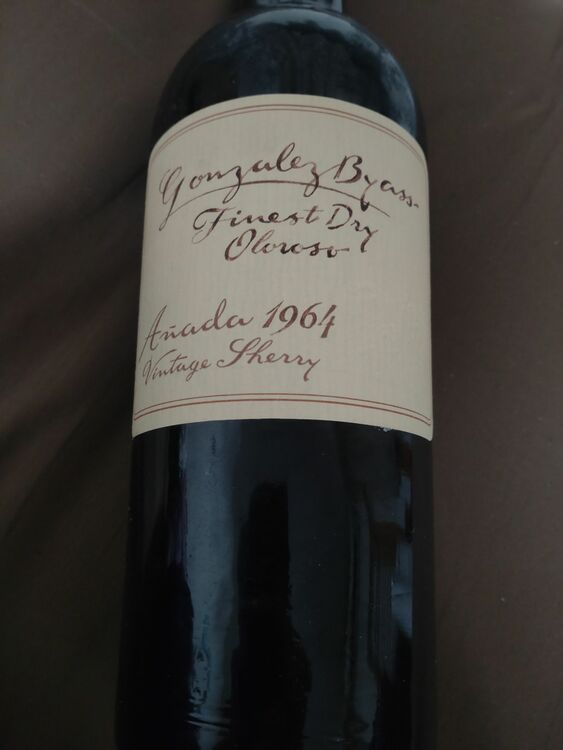 Gonzalez Byass
Finest Dry
Oloroso
Añada 1964
Vintage Sherry